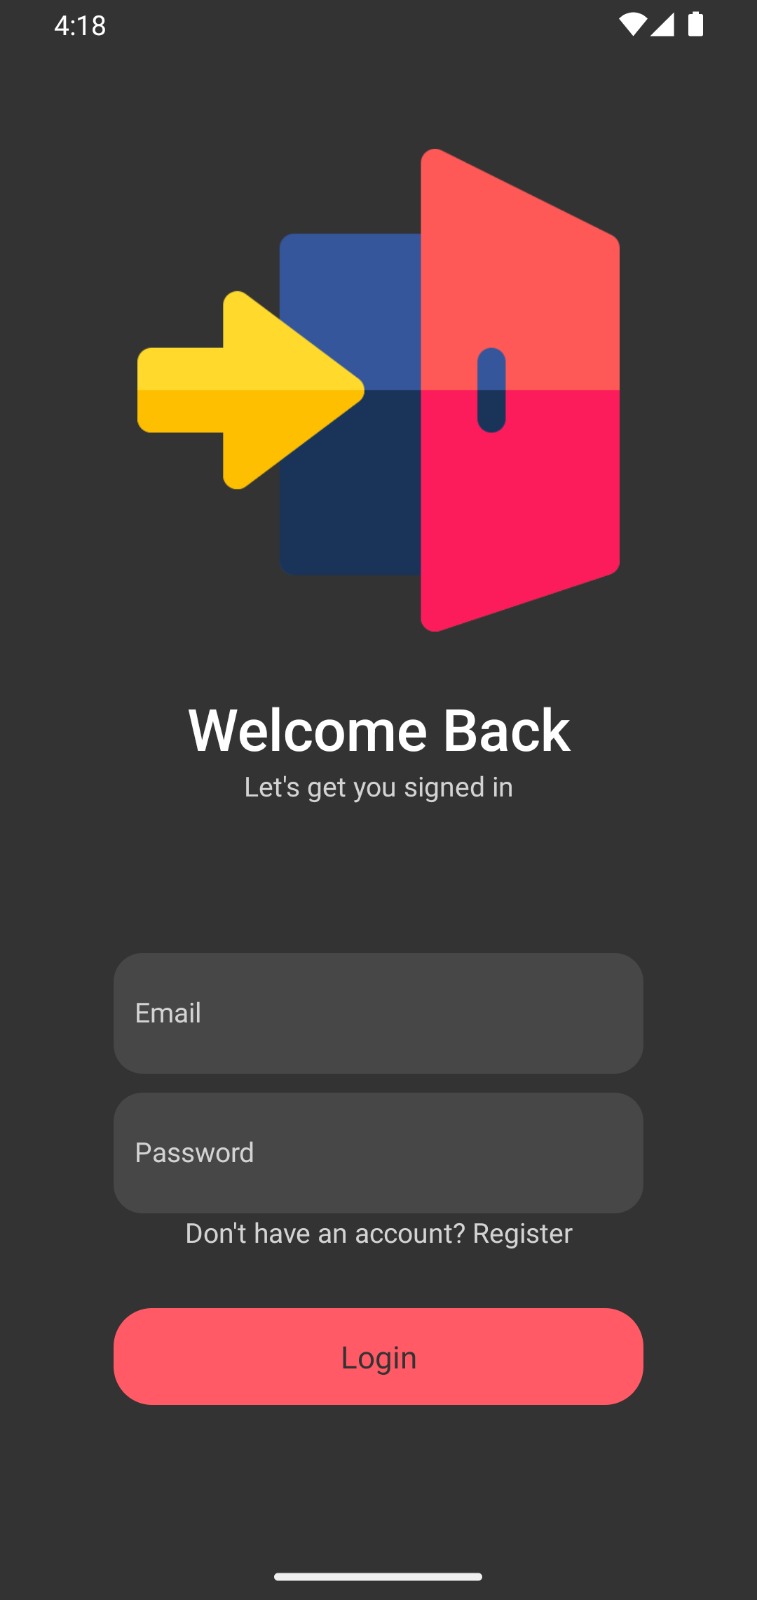 4:18
Welcome Back
Let's get you signed in
Email
Password
Don't have an account? Register
Login